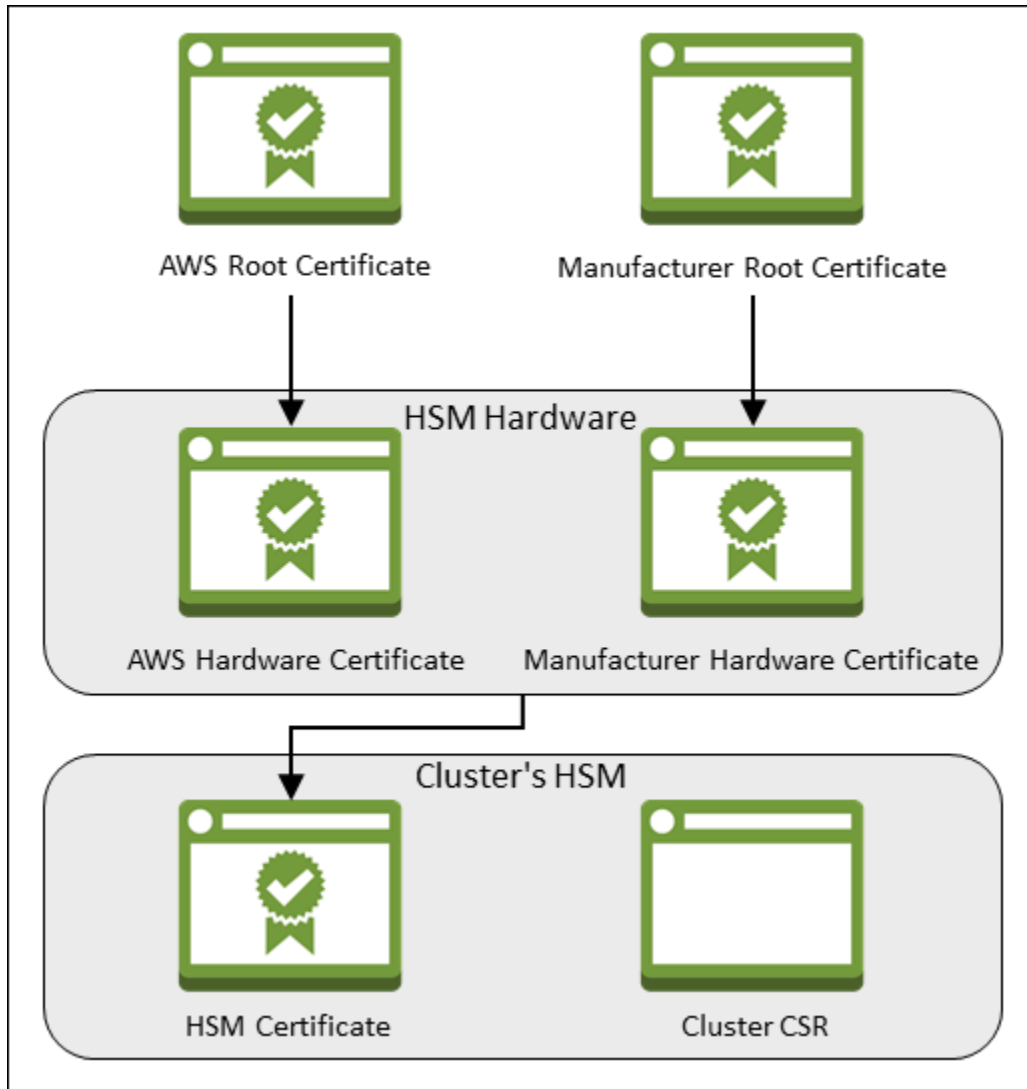 AWS Root Certificate
Manufacturer Root Certificate
HSM Hardware
AWS Hardware Certificate
Manufacturer Hardware Certificate
Cluster's HSM
HSM Certificate
Cluster CSR